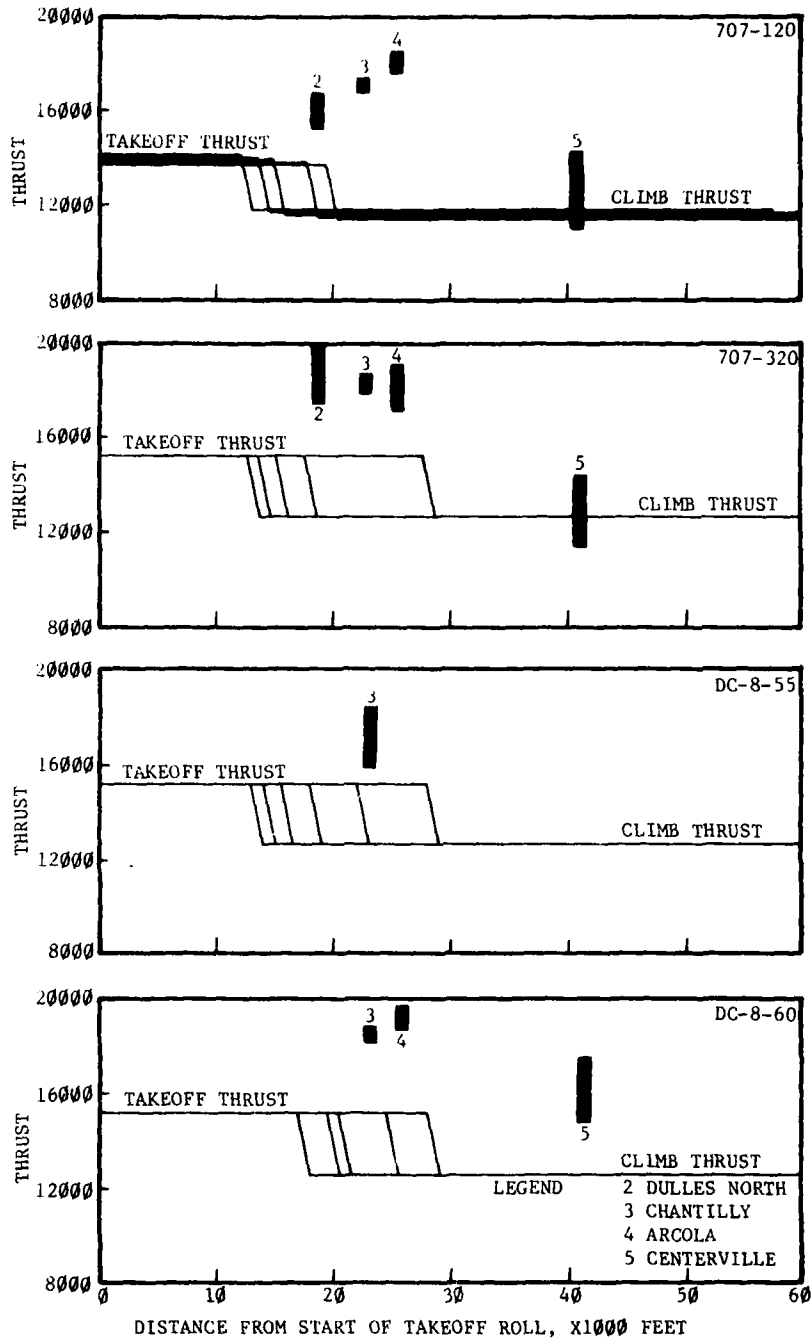 20000
707-120
4
3
2
16000
TAKEOFF THRUST
5
THRUST
12000
CLIMB THRUST
8000
20000
707-320
3
4
2
16000
TAKEOFF THRUST
5
THRUST
12000
CLIMB THRUST
8000
20000
DC-8-55
3
16000
TAKEOFF THRUST
THRUST
12000
CLIMB THRUST
8000
20000
DC-8-60
3
4
16000
TAKEOFF THRUST
5
THRUST
12000
CLIMB THRUST
LEGEND 2 DULLES NORTH
3 CHANTILLY
4 ARCOLA
5 CENTERVILLE
8000
0 10 20 30 40 50 60
DISTANCE FROM START OF TAKEOFF ROLL, X1000 FEET